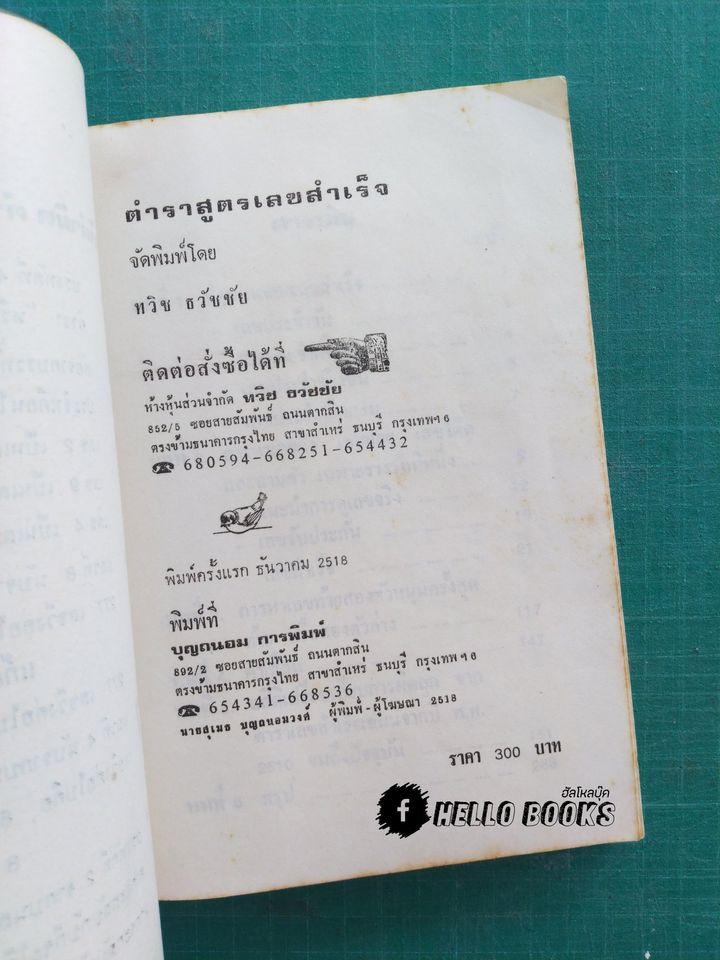 ตำราสูตรเลขสำเร็จ
จัดพิมพ์โดย
ทวิช ธวัชชัย
ติดต่อสั่งซื้อได้ที่
ห้างหุ้นส่วนจำกัด ทวิช ธวัชชัย
852/5 ซอยสายสัมพันธ์ ถนนตากสิน
ตรงข้ามธนาคารกรุงไทย สาขาสำเหร่ ธนบุรี กรุงเทพฯ 6
☎ 680594-668251-654432
พิมพ์ครั้งแรก ธันวาคม 2518
พิมพ์ที่
บุญถนอม การพิมพ์
892/2 ซอยสายสัมพันธ์ ถนนตากสิน
ตรงข้ามธนาคารกรุงไทย สาขาสำเหร่ ธนบุรี กรุงเทพฯ 6
☎ 654341-668536
นายสุเมธ บุญถนอมวงศ์ ผู้พิมพ์-ผู้โฆษณา 2518
ราคา 300 บาท
ฮัลโหลบุ๊ค
f HELLO BOOKS